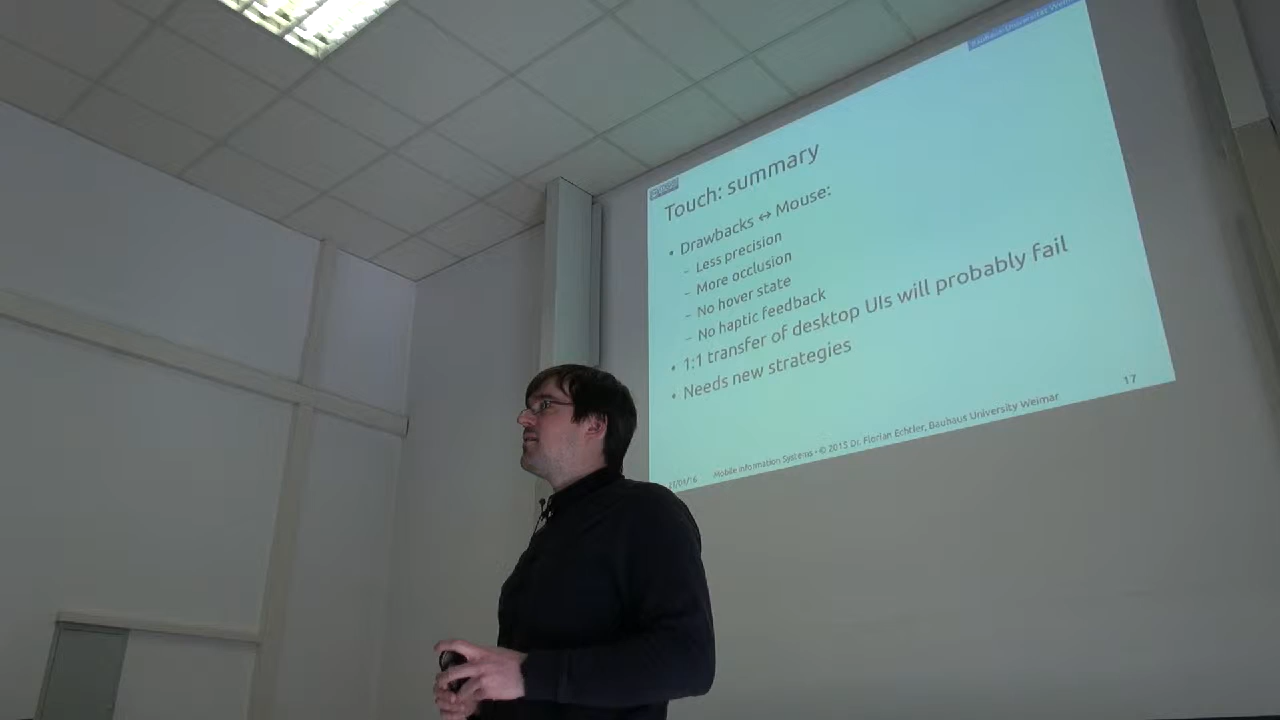 Touch: summary
• Drawbacks ↔ Mouse:
– Less precision
– More occlusion
– No hover state
– No haptic feedback
• 1:1 transfer of desktop UIs will probably fail
• Needs new strategies
17
Mobile Information Systems - © 2015 Dr. Florian Echtler, Bauhaus University Weimar